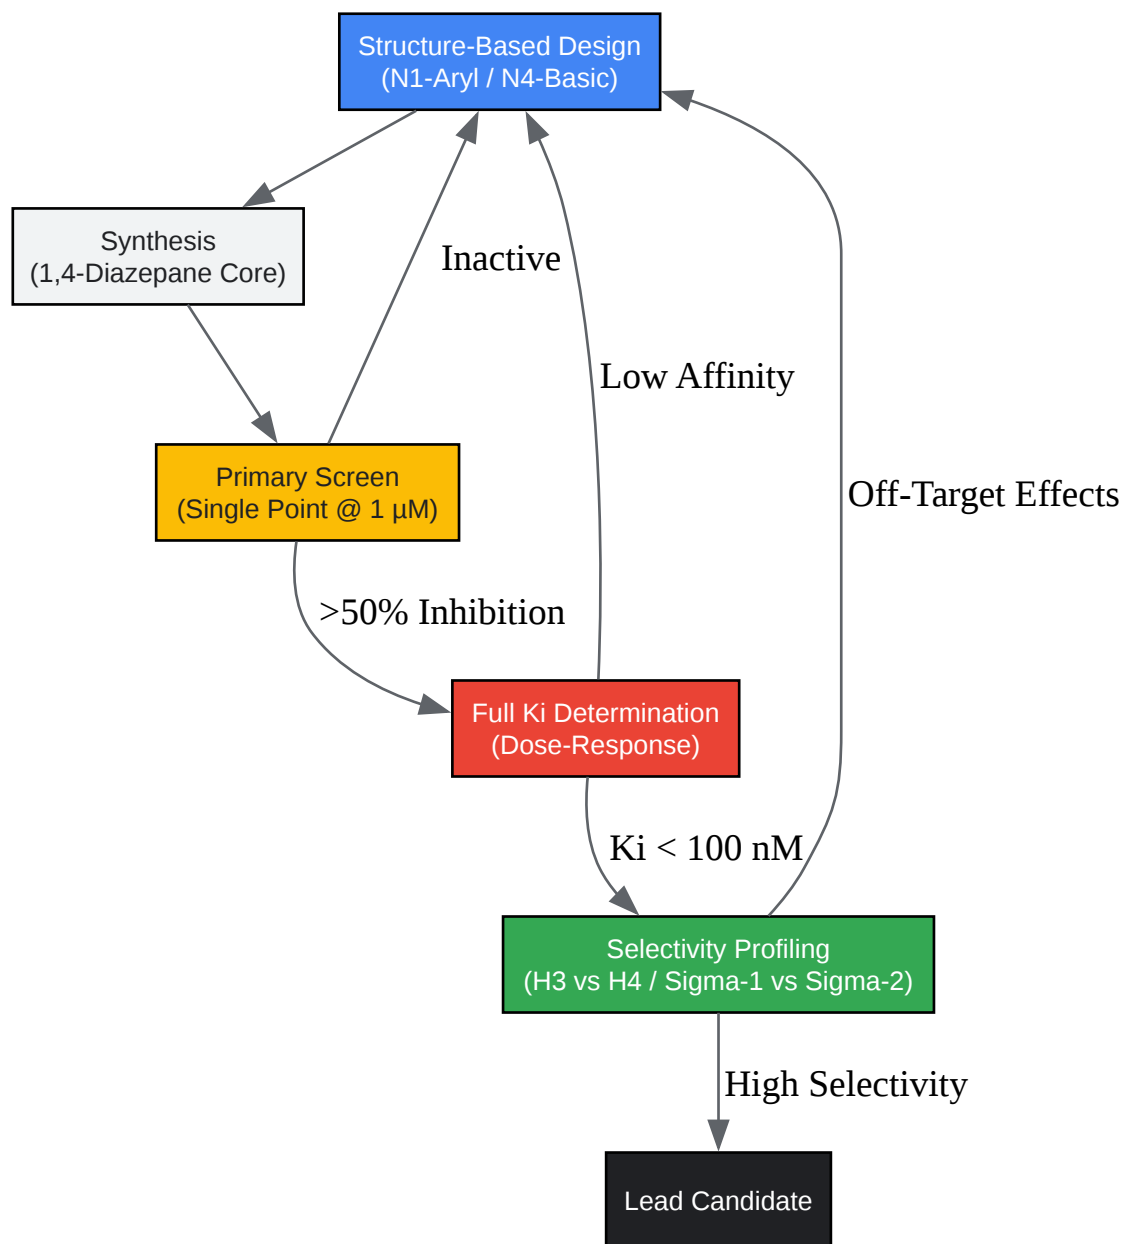 Structure-Based Design
(N1-Aryl / N4-Basic)
Synthesis
(1,4-Diazepane Core)
Inactive
Low Affinity
Primary Screen
(Single Point @ 1 µM)
Off-Target Effects
>50% Inhibition
Full Ki Determination
(Dose-Response)
Ki < 100 nM
Selectivity Profiling
(H3 vs H4 / Sigma-1 vs Sigma-2)
High Selectivity
Lead Candidate